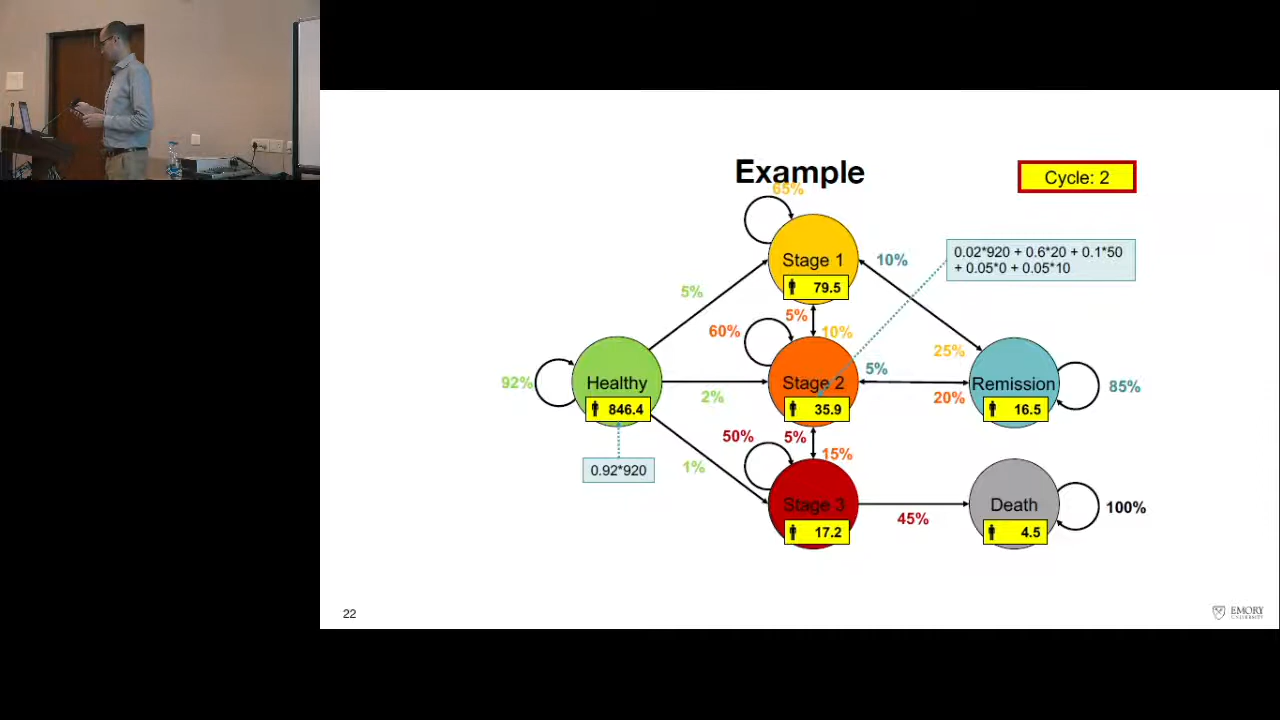 Example
Cycle: 2
65%
0.02*920 + 0.6*20 + 0.1*50
+ 0.05*0 + 0.05*10
Stage 1
79.5
10%
5%
5%
10%
60%
25%
92%
Healthy
846.4
2%
Stage 2
35.9
5%
20%
Remission
16.5
85%
0.92*920
1%
50%
5%
15%
Stage 3
17.2
45%
Death
4.5
100%
22
EMORY
UNIVERSITY